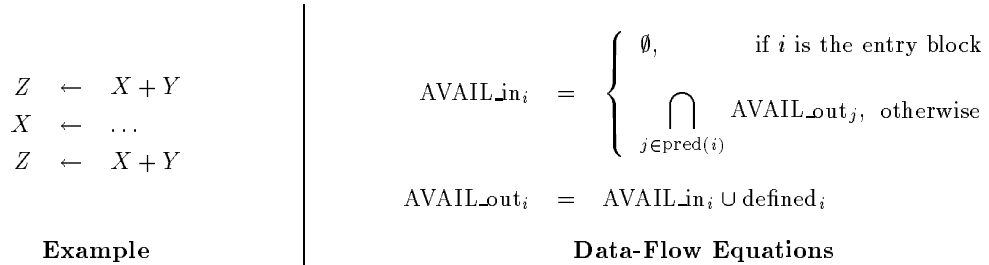 Z ← X + Y
X ← ...
Z ← X + Y
Example
AVAIL_in_i = { ∅, if i is the entry block
⋂_{j∈pred(i)} AVAIL_out_j, otherwise
AVAIL_out_i = AVAIL_in_i ∪ defined_i
Data-Flow Equations